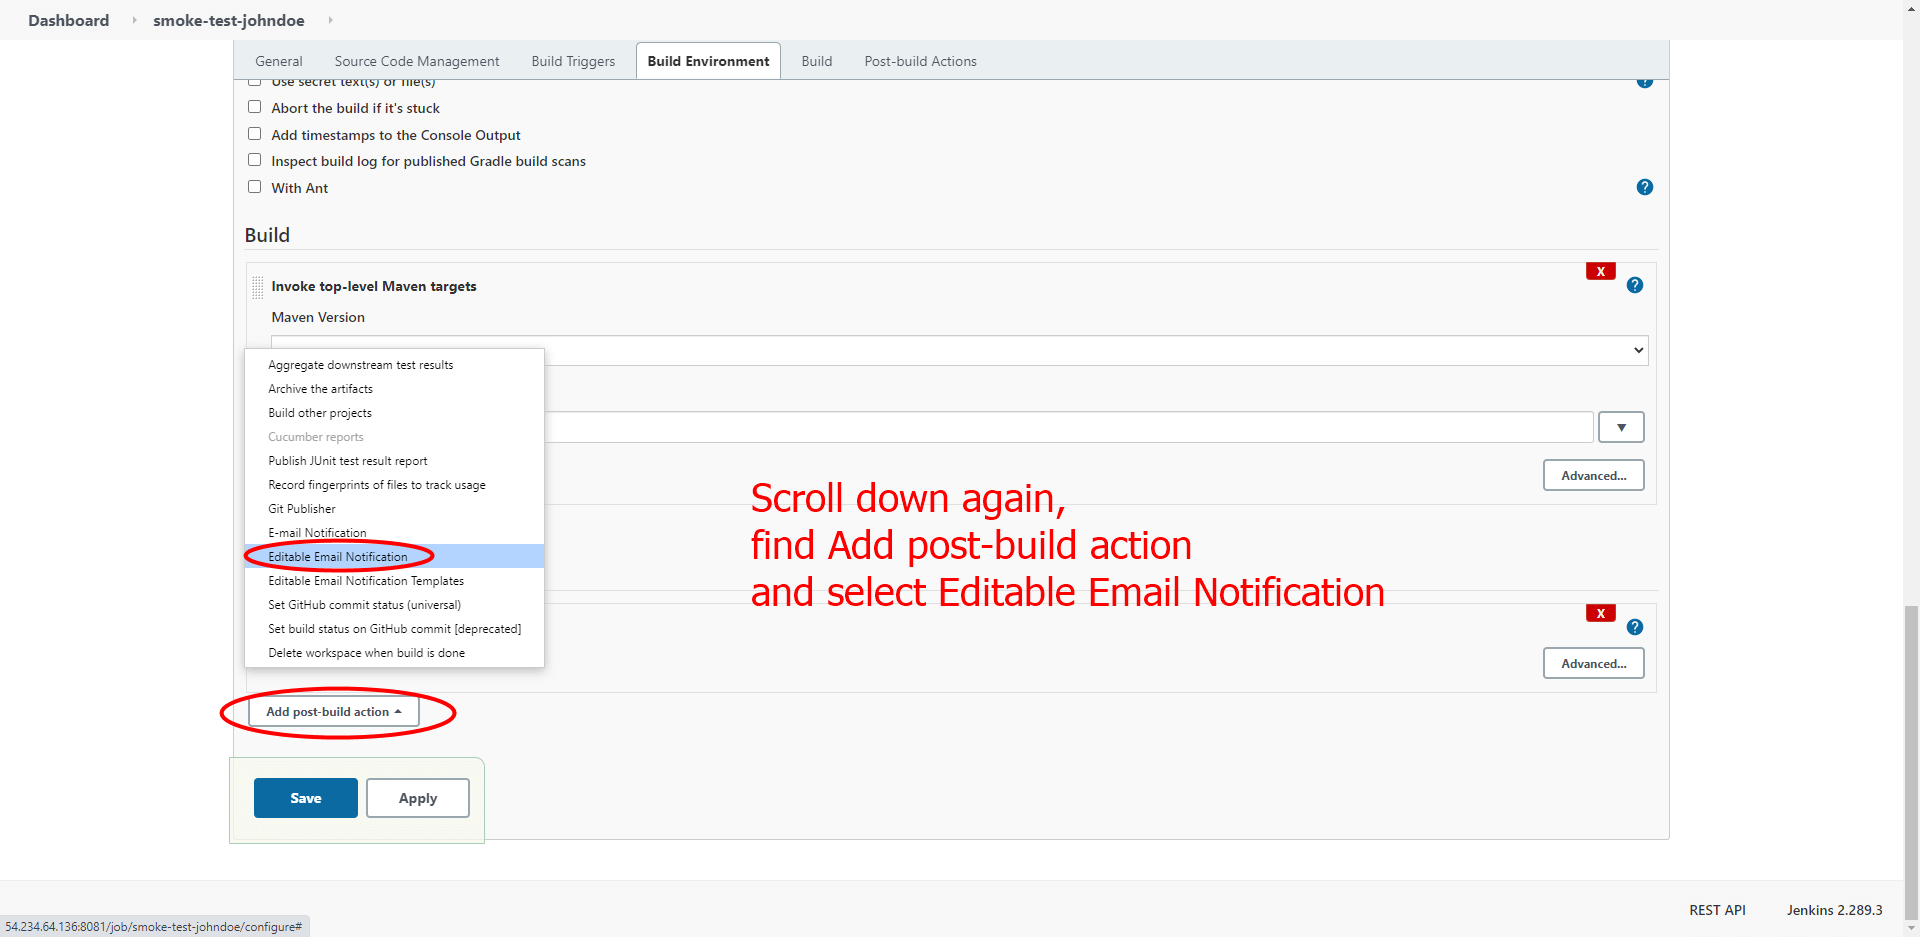 Dashboard
smoke-test-johndoe
General
Source Code Management
Build Triggers
Build Environment
Build
Post-build Actions
Use secret text(s) or file(s)
?
Abort the build if it's stuck
Add timestamps to the Console Output
Inspect build log for published Gradle build scans
With Ant
?
Build
X
Invoke top-level Maven targets
?
Maven Version
Aggregate downstream test results
Archive the artifacts
Build other projects
Cucumber reports
Publish JUnit test result report
Record fingerprints of files to track usage
Git Publisher
E-mail Notification
Editable Email Notification
Editable Email Notification Templates
Set GitHub commit status (universal)
Set build status on GitHub commit [deprecated]
Delete workspace when build is done
Advanced...
Scroll down again,
find Add post-build action
and select Editable Email Notification
X
?
Advanced...
Add post-build action
Save
Apply
REST API
Jenkins 2.289.3
54.234.64.136:8081/job/smoke-test-johndoe/configure#